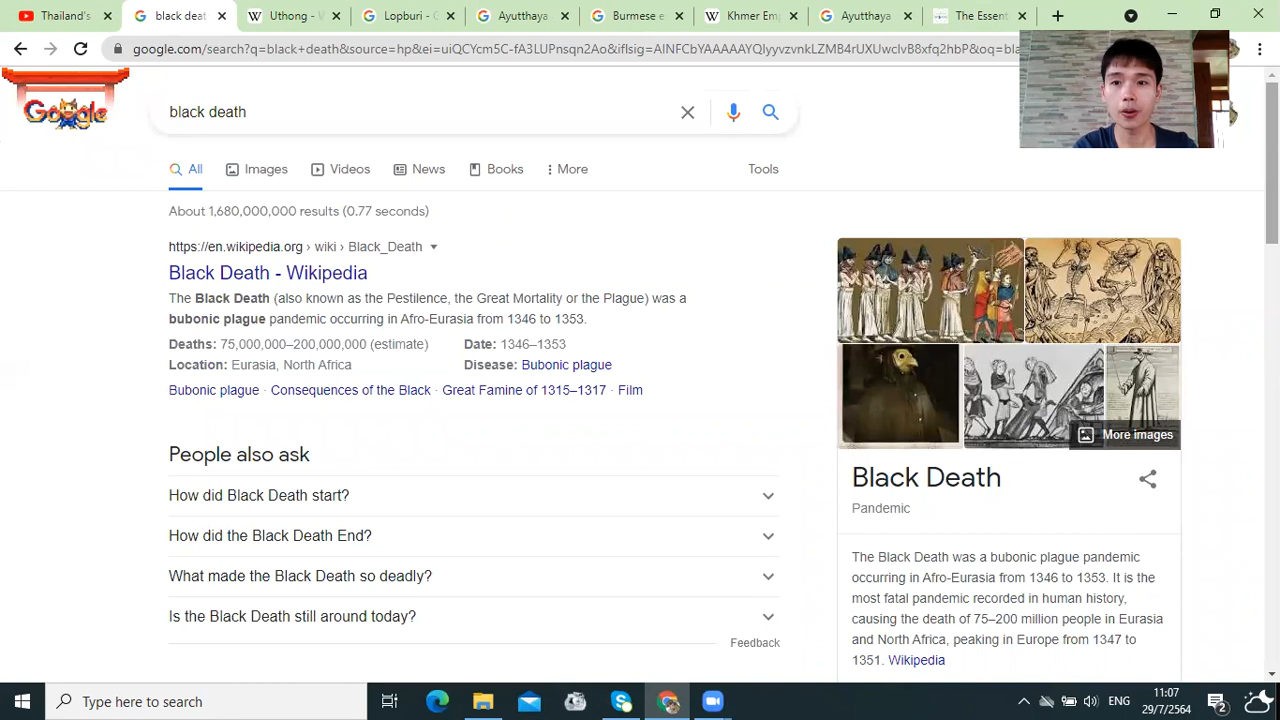 Thailand's
black deat
Uthong - W
Lopburi - G
Ayutthaya
Burmese e
Khmer Emp
Ayutthaya
The Essent
google.com/search?q=black+death&source=hp&ei=uiQCYcm5C-fA3LUPnsqn2Ao&iflsig=AINFCbYAAAAAYQIyyvzvnkLZMB4rUXUwcivB8xfq2hbP&oq=bla
Google
black death
All
Images
Videos
News
Books
More
Tools
About 1,680,000,000 results (0.77 seconds)
https://en.wikipedia.org › wiki › Black_Death
Black Death - Wikipedia
The Black Death (also known as the Pestilence, the Great Mortality or the Plague) was a
bubonic plague pandemic occurring in Afro-Eurasia from 1346 to 1353.
Deaths: 75,000,000–200,000,000 (estimate) Date: 1346–1353
Location: Eurasia, North Africa Disease: Bubonic plague
Bubonic plague · Consequences of the Black · Great Famine of 1315–1317 · Film
People also ask
How did Black Death start?
How did the Black Death End?
What made the Black Death so deadly?
Is the Black Death still around today?
Feedback
More images
Black Death
Pandemic
The Black Death was a bubonic plague pandemic
occurring in Afro-Eurasia from 1346 to 1353. It is the
most fatal pandemic recorded in human history,
causing the death of 75–200 million people in Eurasia
and North Africa, peaking in Europe from 1347 to
1351. Wikipedia
Type here to search
ENG
11:07
29/7/2564
2